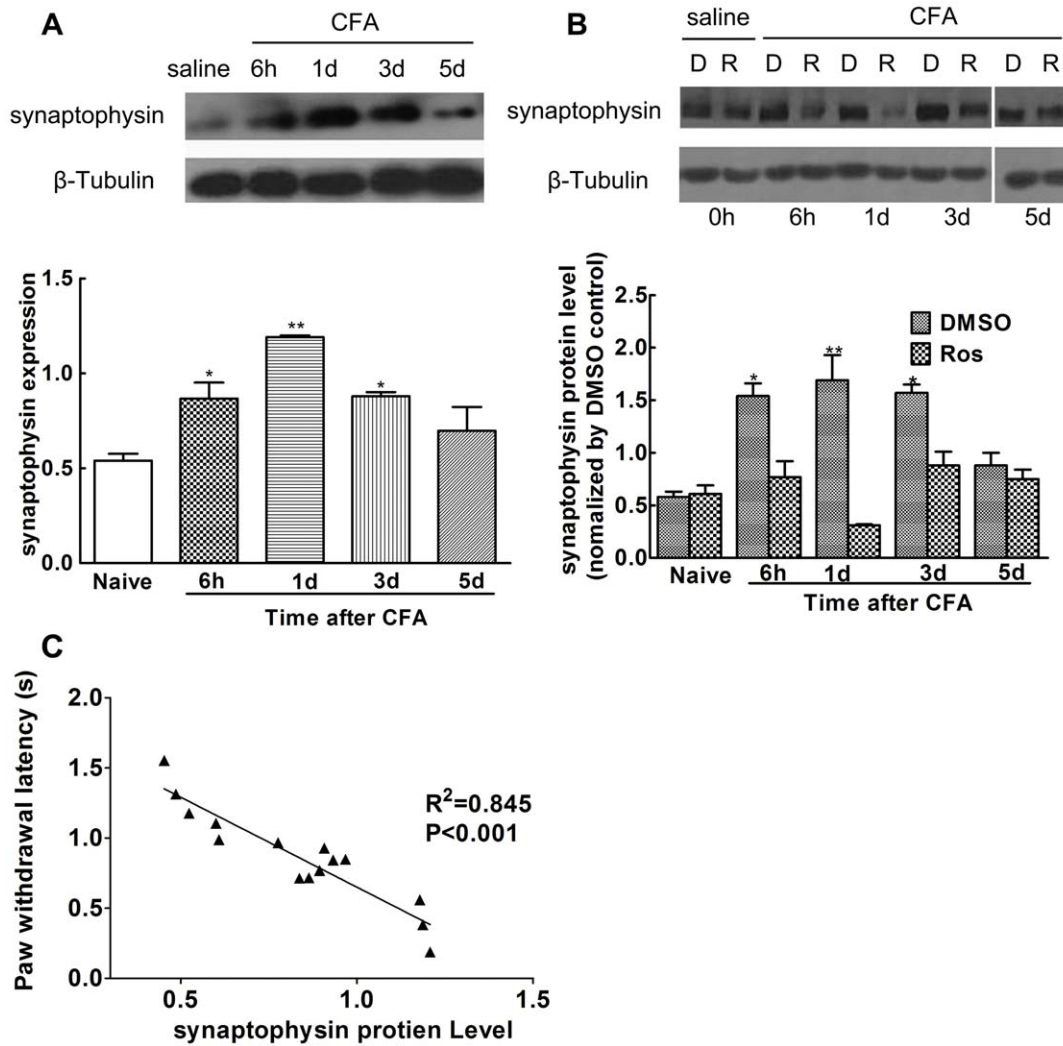 A
CFA
saline 6h 1d 3d 5d
synaptophysin
β-Tubulin
synaptophysin expression
1.5
1.0
0.5
0.0
* ** *
Naive 6h 1d 3d 5d
Time after CFA
B
saline CFA
D R D R D R D R D R
synaptophysin
β-Tubulin
0h 6h 1d 3d 5d
synaptophysin protein level
(nomalized by DMSO control)
2.5
2.0
1.5
1.0
0.5
0.0
DMSO
Ros
* ** *
Naive 6h 1d 3d 5d
Time after CFA
C
Paw withdrawal latency (s)
2.0
1.5
1.0
0.5
0.0
R²=0.845
P<0.001
0.5 1.0 1.5
synaptophysin protien Level